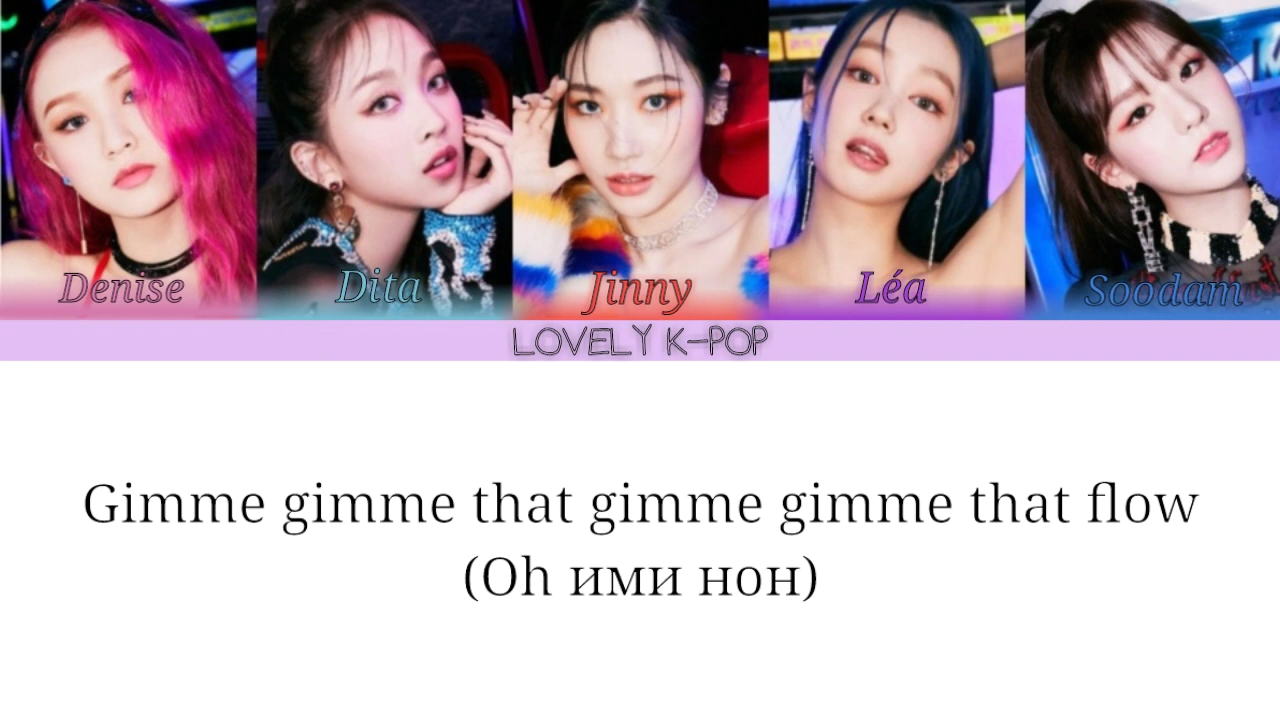 Denise Dita Jinny Léa Soodam
LOVELY K-POP
Gimme gimme that gimme gimme that flow
(Oh ими нон)